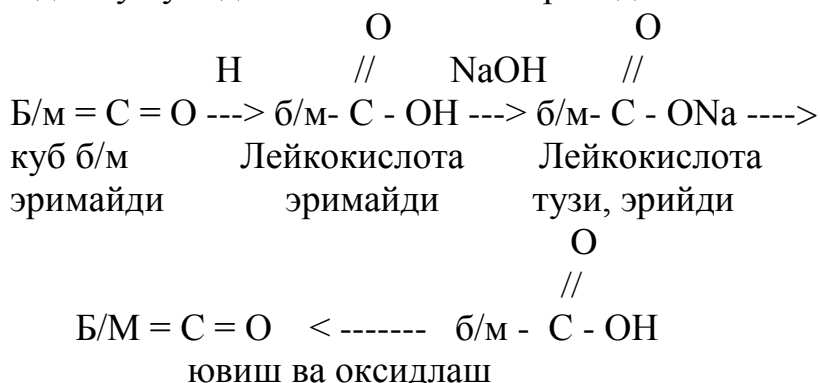 O O
H // NaOH //
Б/м = C = O ---> б/м- C - OH ---> б/м- C - ONa ---->
куб б/м Лейкокислота Лейкокислота
эримайди эримайди тузи, эрийди
O
//
Б/М = C = O < ------- б/м - C - OH
ювиш ва оксидлаш